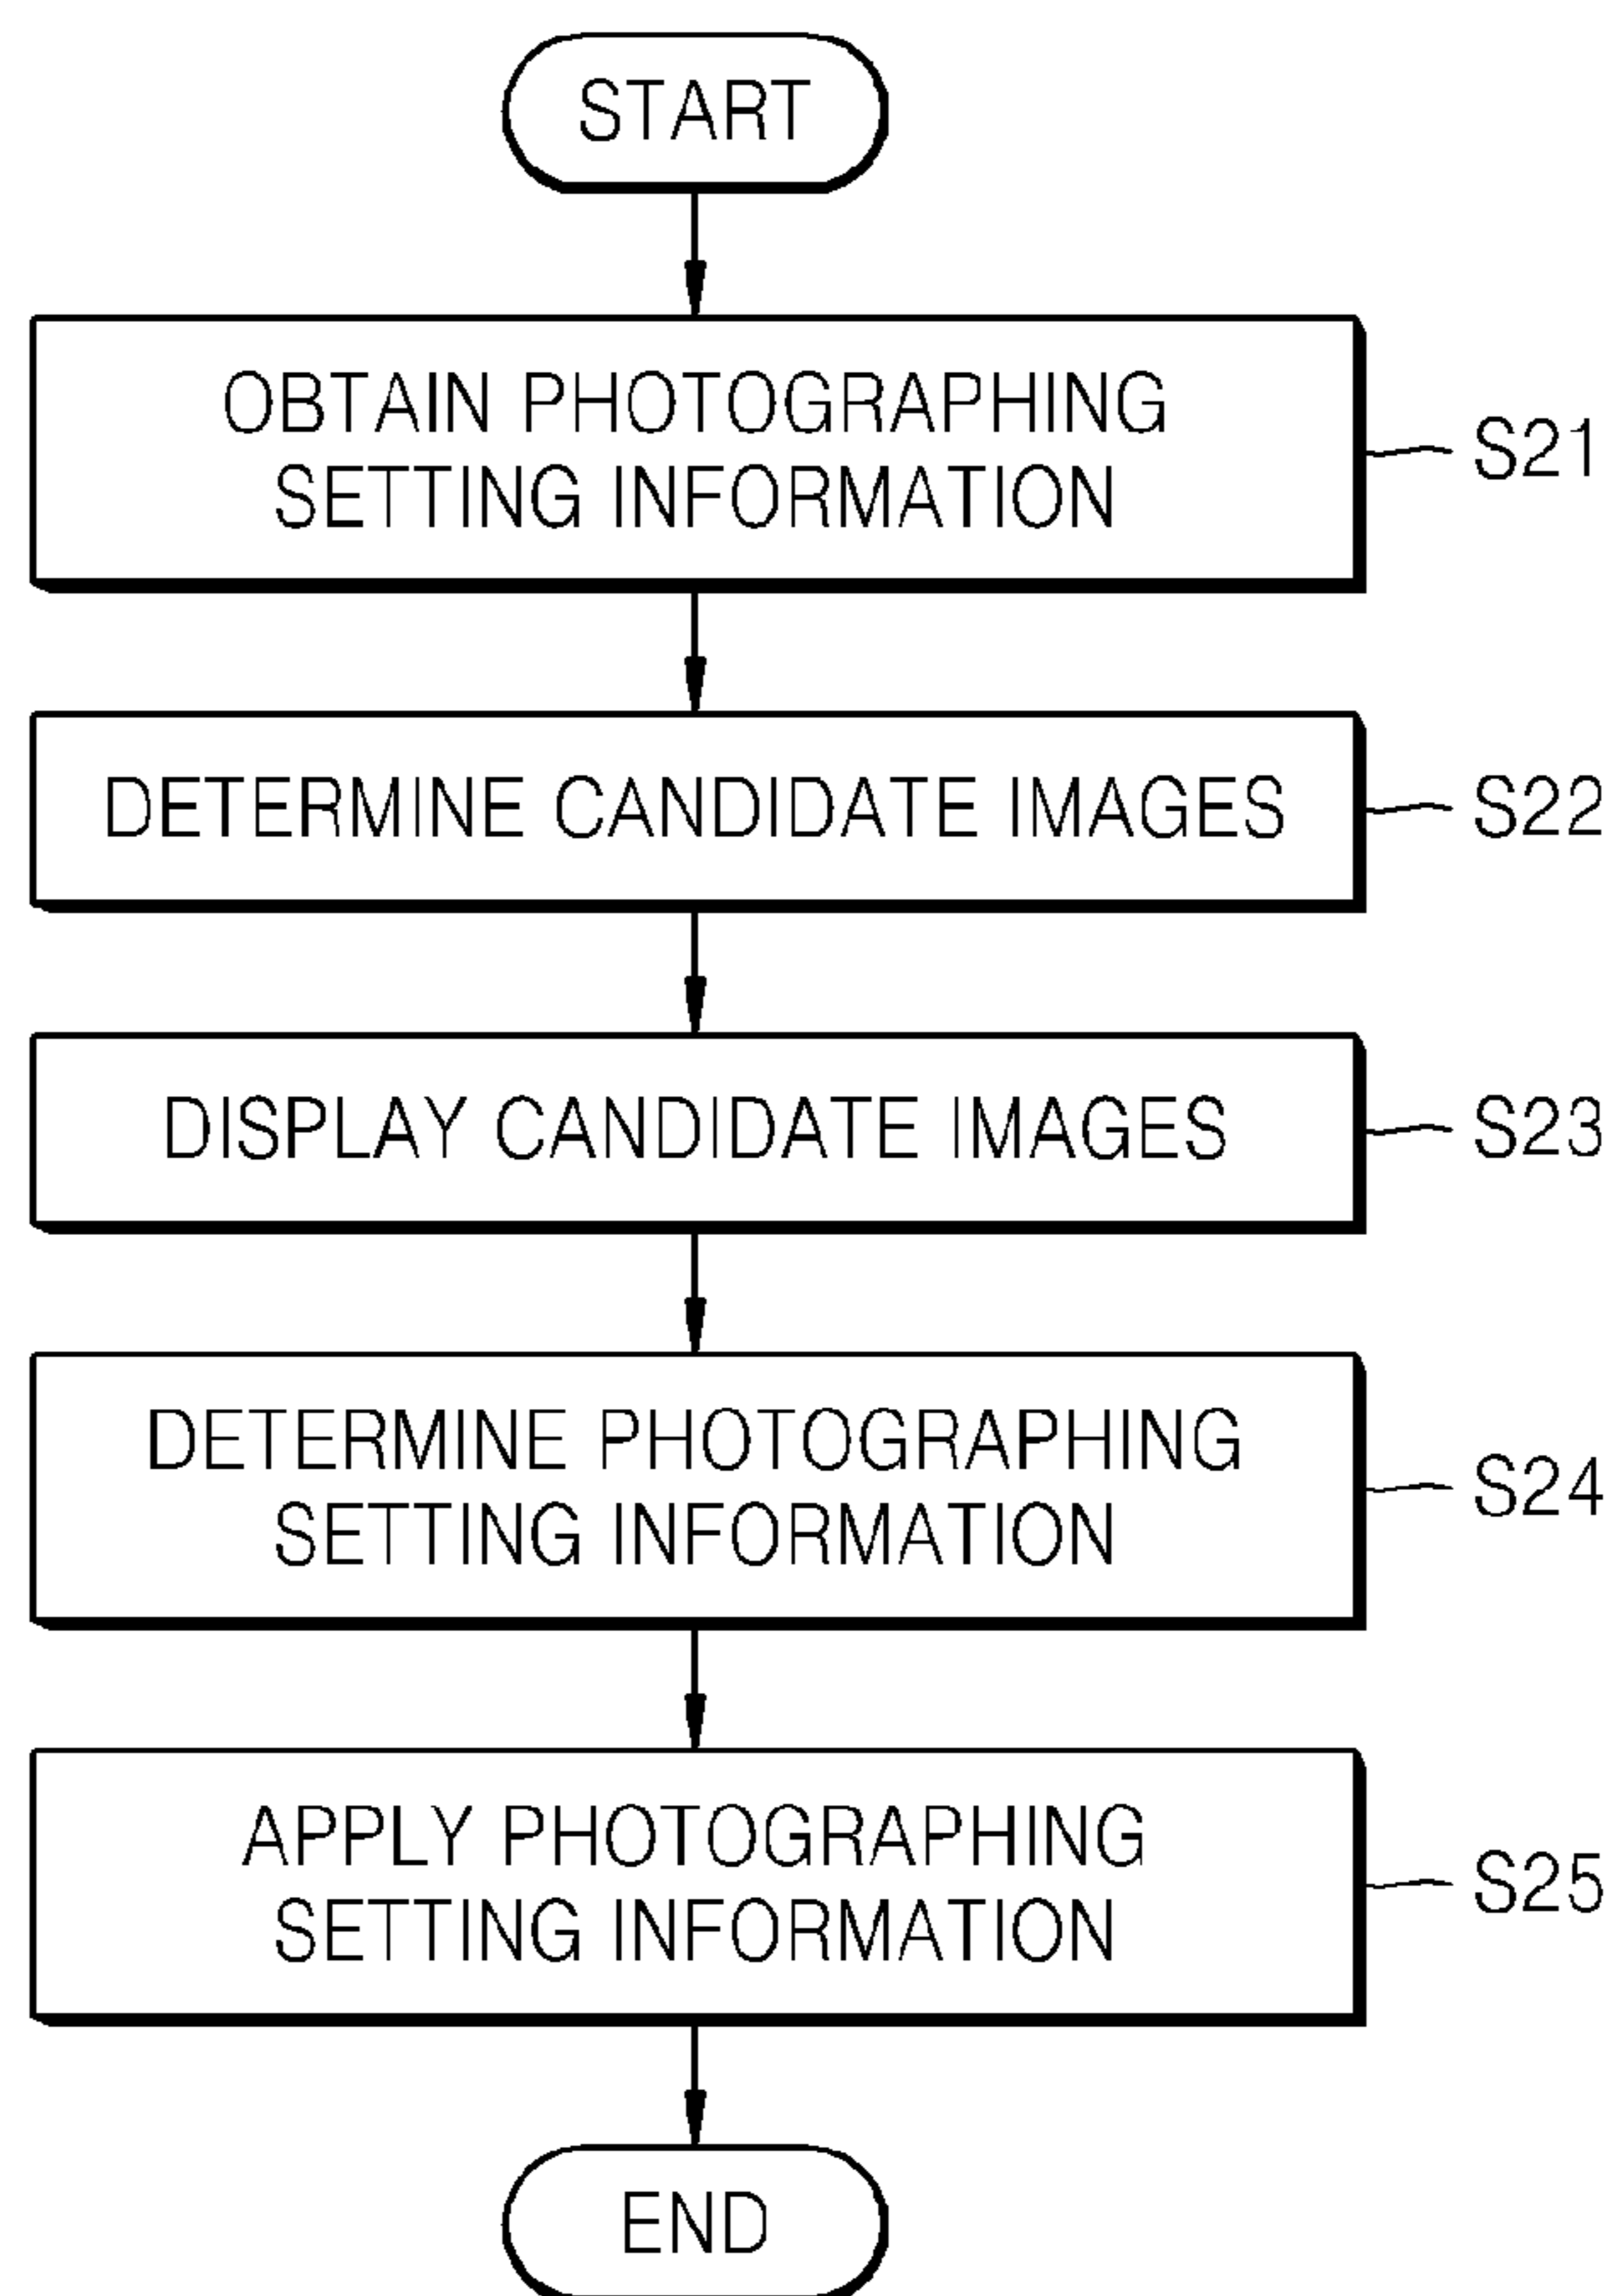 START
OBTAIN PHOTOGRAPHING
SETTING INFORMATION
S21
DETERMINE CANDIDATE IMAGES
S22
DISPLAY CANDIDATE IMAGES
S23
DETERMINE PHOTOGRAPHING
SETTING INFORMATION
S24
APPLY PHOTOGRAPHING
SETTING INFORMATION
S25
END